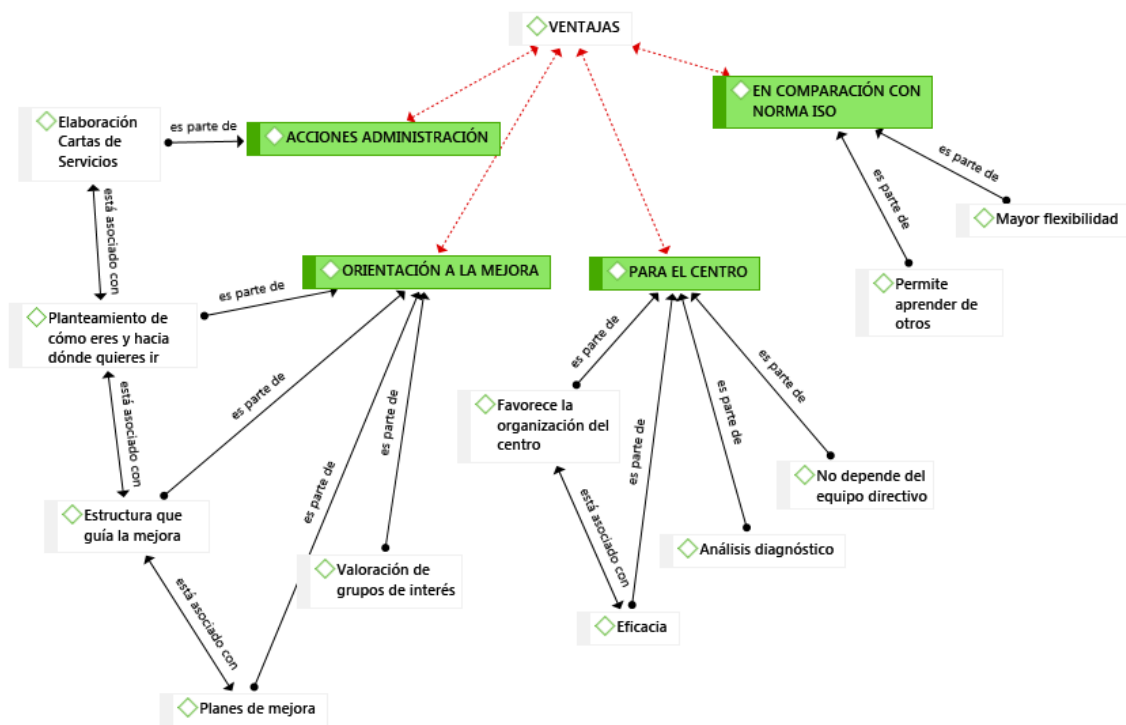 VENTAJAS
EN COMPARACIÓN CON
NORMA ISO
Elaboración
Cartas de
Servicios
es parte de
ACCIONES ADMINISTRACIÓN
es parte de
es parte de
Mayor flexibilidad
está asociado con
ORIENTACIÓN A LA MEJORA
PARA EL CENTRO
Permite
aprender de
otros
es parte de
Planteamiento de
cómo eres y hacia
dónde quieres ir
es parte de
es parte de
es parte de
es parte de
es parte de
es parte de
es parte de
es parte de
está asociado con
Favorece la
organización del
centro
No depende del
equipo directivo
Estructura que
guía la mejora
está asociado con
Análisis diagnóstico
Valoración de
grupos de interés
está asociado con
Eficacia
Planes de mejora